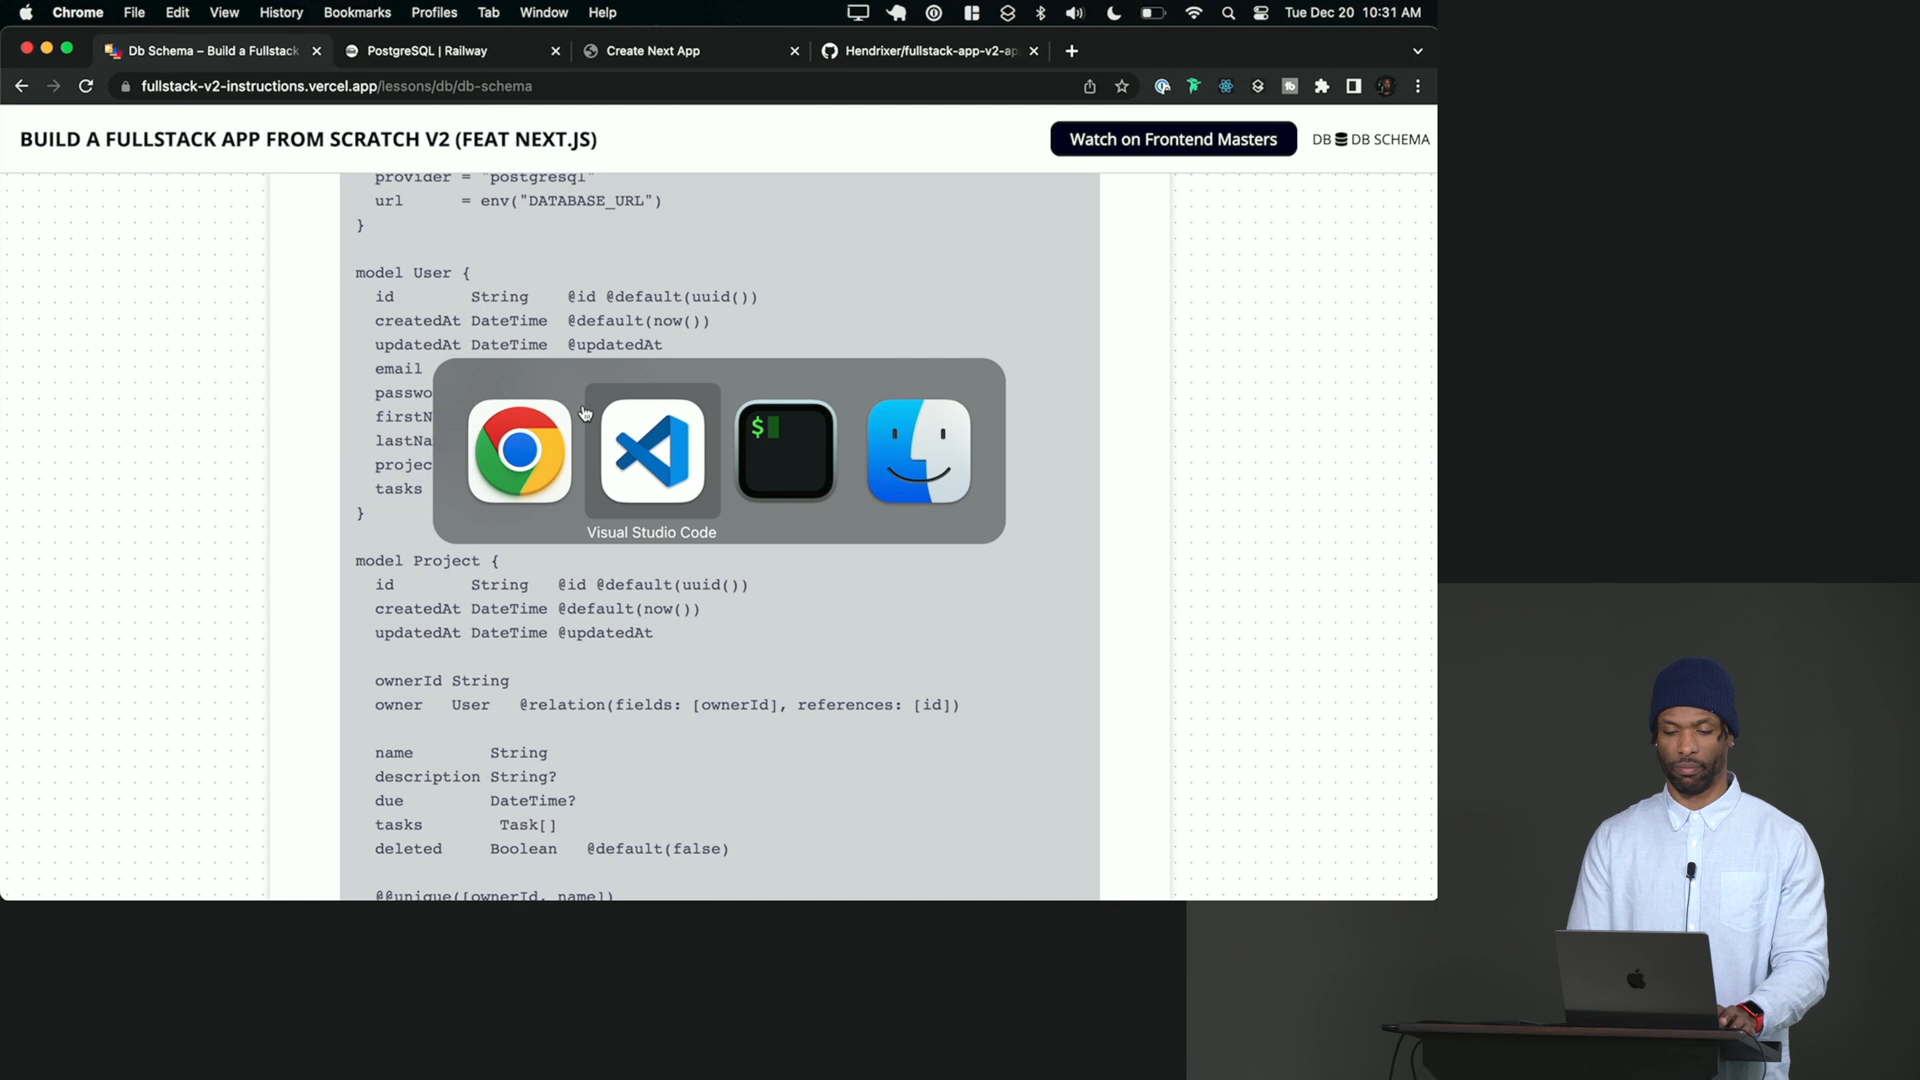 Chrome File Edit View History Bookmarks Profiles Tab Window Help Tue Dec 20 10:31 AM
Db Schema – Build a Fullstack PostgreSQL | Railway Create Next App Hendrixer/fullstack-app-v2-ap
fullstack-v2-instructions.vercel.app/lessons/db/db-schema
BUILD A FULLSTACK APP FROM SCRATCH V2 (FEAT NEXT.JS) Watch on Frontend Masters DB DB SCHEMA
provider = "postgresql"
url = env("DATABASE_URL")
}
model User {
id String @id @default(uuid())
createdAt DateTime @default(now())
updatedAt DateTime @updatedAt
email
passwo
firstN
lastNa
projec
tasks
}
$
Visual Studio Code
model Project {
id String @id @default(uuid())
createdAt DateTime @default(now())
updatedAt DateTime @updatedAt
ownerId String
owner User @relation(fields: [ownerId], references: [id])
name String
description String?
due DateTime?
tasks Task[]
deleted Boolean @default(false)
@@unique([ownerId, name])